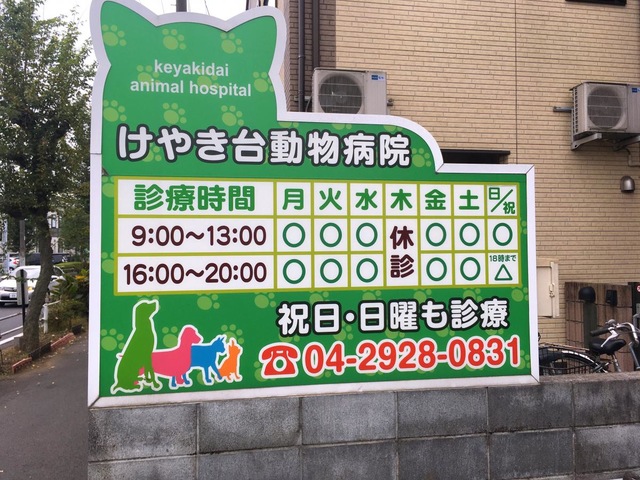 keyakidai
animal hospital
けやき台動物病院
診療時間 月 火 水 木 金 土 日/祝
9:00〜13:00 ○ ○ ○ 休診 ○ ○ ○
16:00〜20:00 ○ ○ ○ ○ ○ 18時まで △
祝日・日曜も診療
☎04-2928-0831